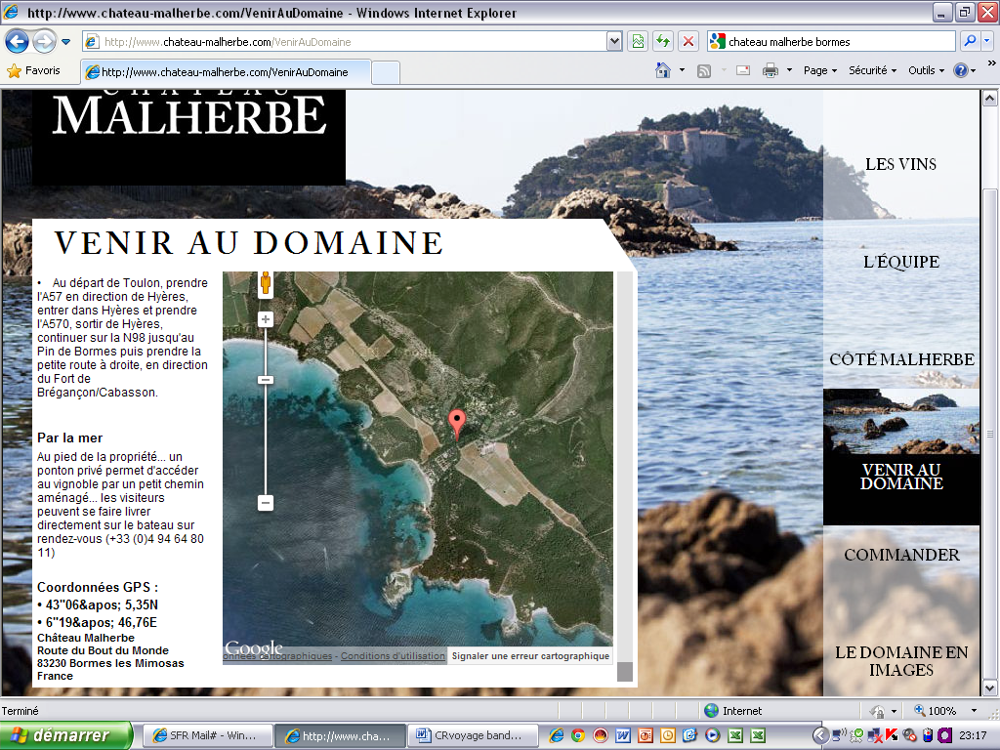 http://www.chateau-malherbe.com/VenirAuDomaine - Windows Internet Explorer
http://www.chateau-malherbe.com/VenirAuDomaine
chateau malherbe bormes
Favoris
http://www.chateau-malherbe.com/VenirAuDomaine
Page
Sécurité
Outils
»
CHATEAU
MALHERBE
VENIR AU DOMAINE
• Au départ de Toulon, prendre
l'A57 en direction de Hyères,
entrer dans Hyères et prendre
l'A570, sortir de Hyères,
continuer sur la N98 jusqu'au
Pin de Bormes puis prendre la
petite route à droite, en direction
du Fort de
Brégançon/Cabasson.
Par la mer
Au pied de la propriété... un
ponton privé permet d'accéder
au vignoble par un petit chemin
aménagé... les visiteurs
peuvent se faire livrer
directement sur le bateau sur
rendez-vous (+33 (0)4 94 64 80
11)
Coordonnées GPS :
• 43"06&apos; 5,35N
• 6"19&apos; 46,76E
Château Malherbe
Route du Bout du Monde
83230 Bormes les Mimosas
France
Google
onnées cartographiques - Conditions d'utilisation
Signaler une erreur cartographique
LES VINS
L'ÉQUIPE
CÔTÉ MALHERBE
VENIR AU
DOMAINE
COMMANDER
LE DOMAINE EN
IMAGES
Terminé
Internet
100%
démarrer
SFR Mail# - Win...
http://www.cha...
CRvoyage band...
23:17